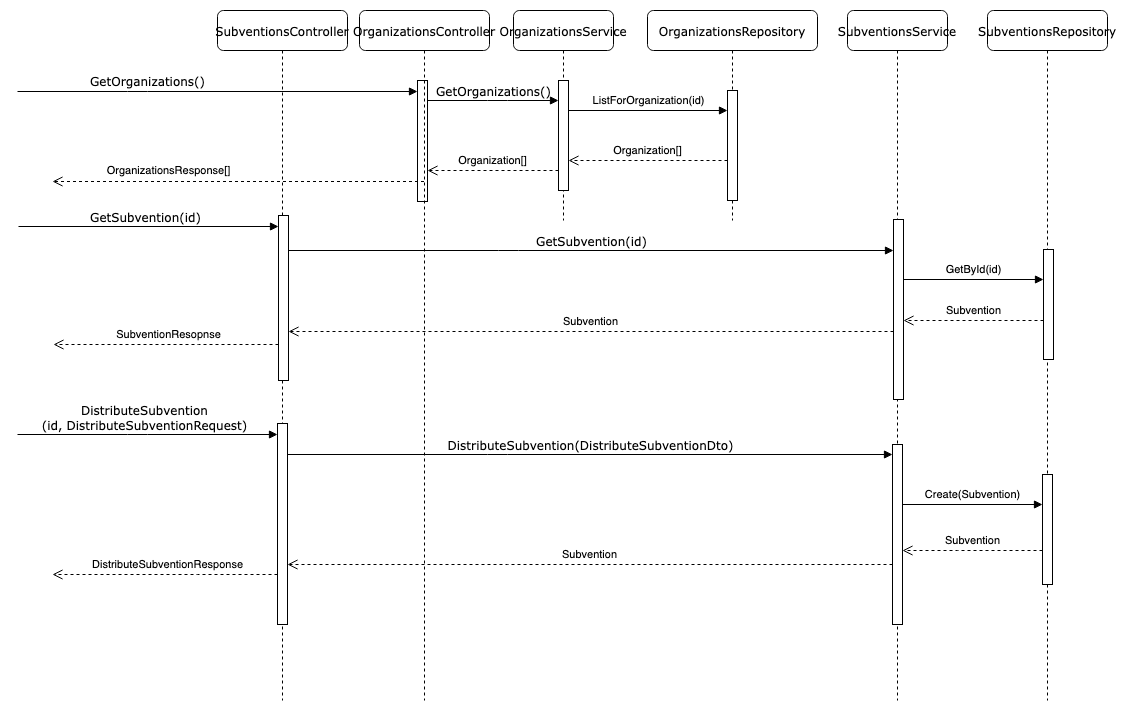 SubventionsController
OrganizationsController
OrganizationsService
OrganizationsRepository
SubventionsService
SubventionsRepository
GetOrganizations()
GetOrganizations()
ListForOrganization(id)
Organization[]
Organization[]
OrganizationsResponse[]
GetSubvention(id)
GetSubvention(id)
GetById(id)
Subvention
Subvention
SubventionResopnse
DistributeSubvention
(id, DistributeSubventionRequest)
DistributeSubvention(DistributeSubventionDto)
Create(Subvention)
Subvention
Subvention
DistributeSubventionResponse